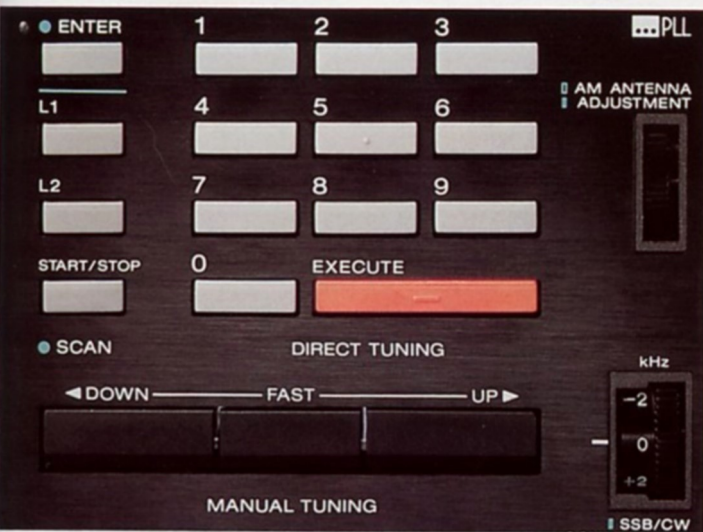 ENTER 1 2 3 PLL
AM ANTENNA
ADJUSTMENT
L1 4 5 6
L2 7 8 9
START/STOP 0 EXECUTE
SCAN DIRECT TUNING
kHz
◀DOWN FAST UP▶
−2
0
+2
MANUAL TUNING
SSB/CW